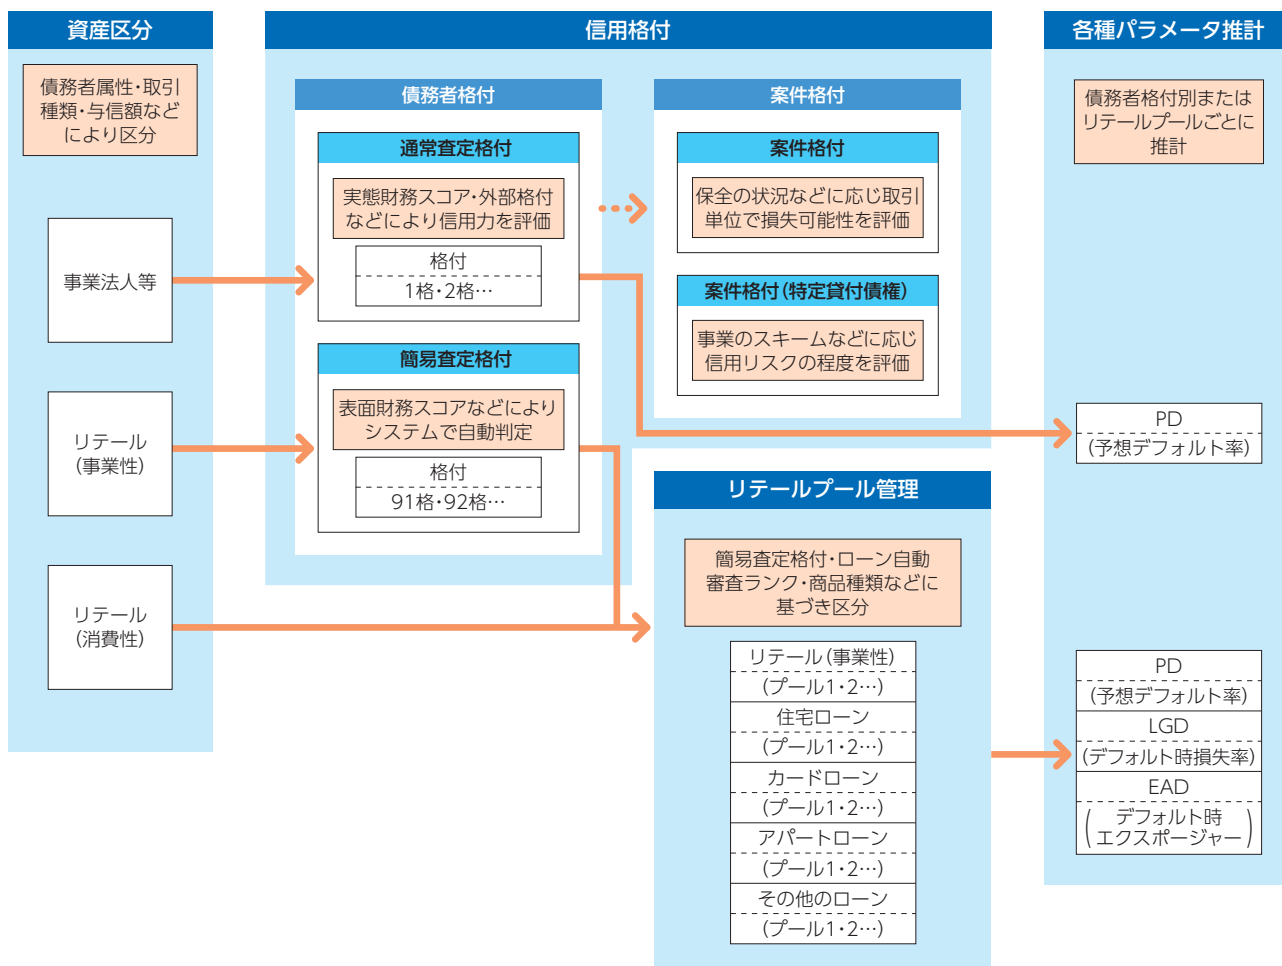 資産区分
債務者属性・取引
種類・与信額など
により区分
事業法人等
リテール
(事業性)
リテール
(消費性)
信用格付
債務者格付
通常査定格付
実態財務スコア・外部格付
などにより信用力を評価
格付
1格・2格…
簡易査定格付
表面財務スコアなどにより
システムで自動判定
格付
91格・92格…
案件格付
案件格付
保全の状況などに応じ取引
単位で損失可能性を評価
案件格付(特定貸付債権)
事業のスキームなどに応じ
信用リスクの程度を評価
リテールプール管理
簡易査定格付・ローン自動
審査ランク・商品種類などに
基づき区分
リテール(事業性)
(プール1・2…)
住宅ローン
(プール1・2…)
カードローン
(プール1・2…)
アパートローン
(プール1・2…)
その他のローン
(プール1・2…)
各種パラメータ推計
債務者格付別または
リテールプールごとに
推計
PD
(予想デフォルト率)
PD
(予想デフォルト率)
LGD
(デフォルト時損失率)
EAD
(デフォルト時
エクスポージャー)